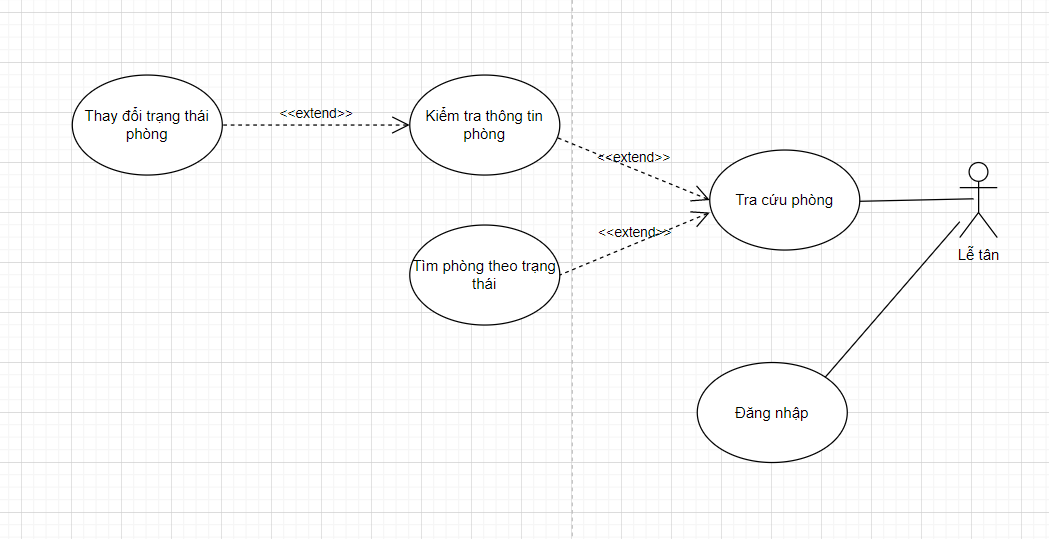 Thay đổi trạng thái
phòng
<<extend>>
Kiểm tra thông tin
phòng
<<extend>>
Tra cứu phòng
<<extend>>
Tìm phòng theo trạng
thái
Lễ tân
Đăng nhập